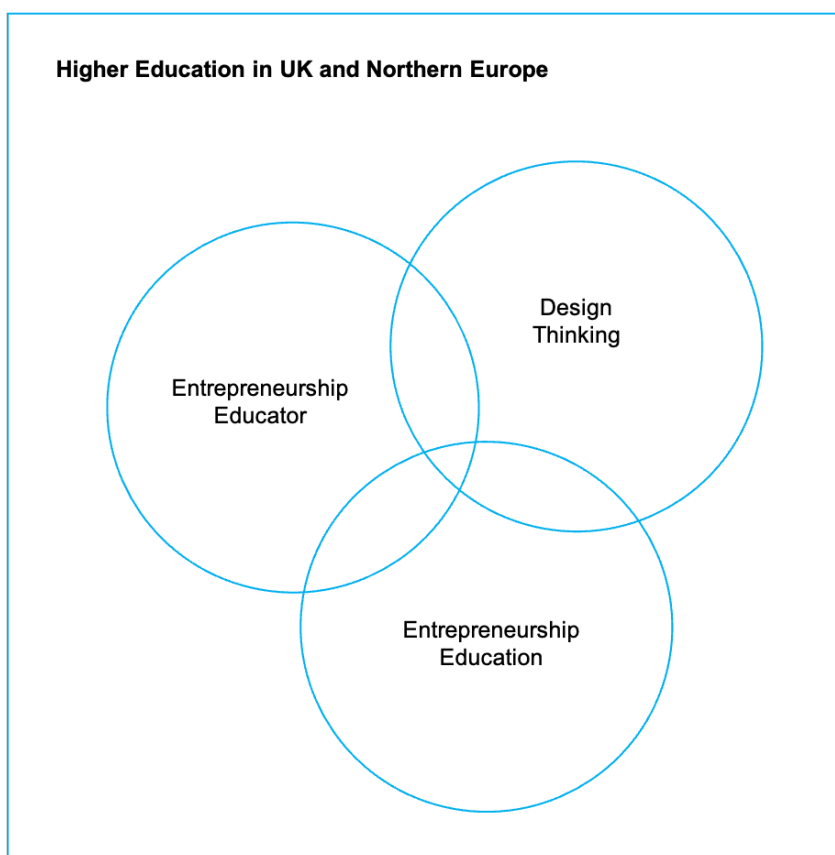 Higher Education in UK and Northern Europe
Design
Thinking
Entrepreneurship
Educator
Entrepreneurship
Education